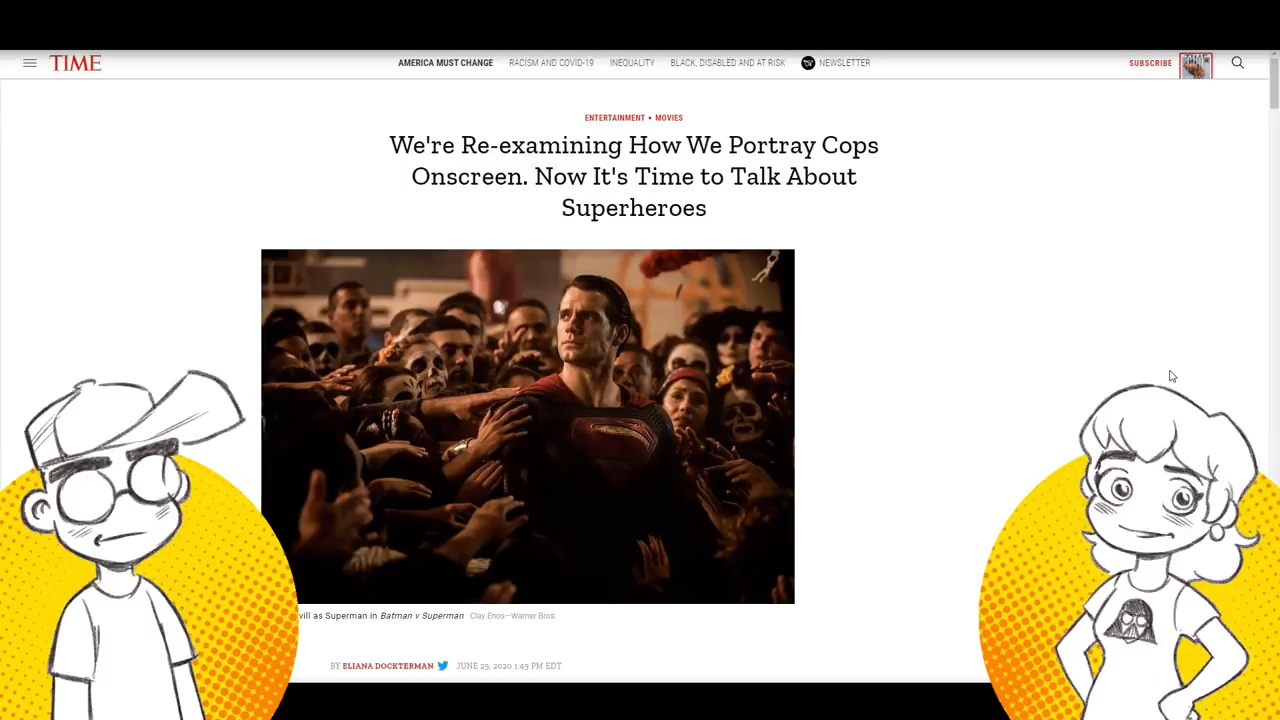 TIME
AMERICA MUST CHANGE RACISM AND COVID-19 INEQUALITY BLACK, DISABLED AND AT RISK NEWSLETTER
SUBSCRIBE
ENTERTAINMENT • MOVIES
We're Re-examining How We Portray Cops
Onscreen. Now It's Time to Talk About
Superheroes
vill as Superman in Batman v Superman Clay Enos—Warner Bros.
BY ELIANA DOCKTERMAN JUNE 29, 2020 1:49 PM EDT